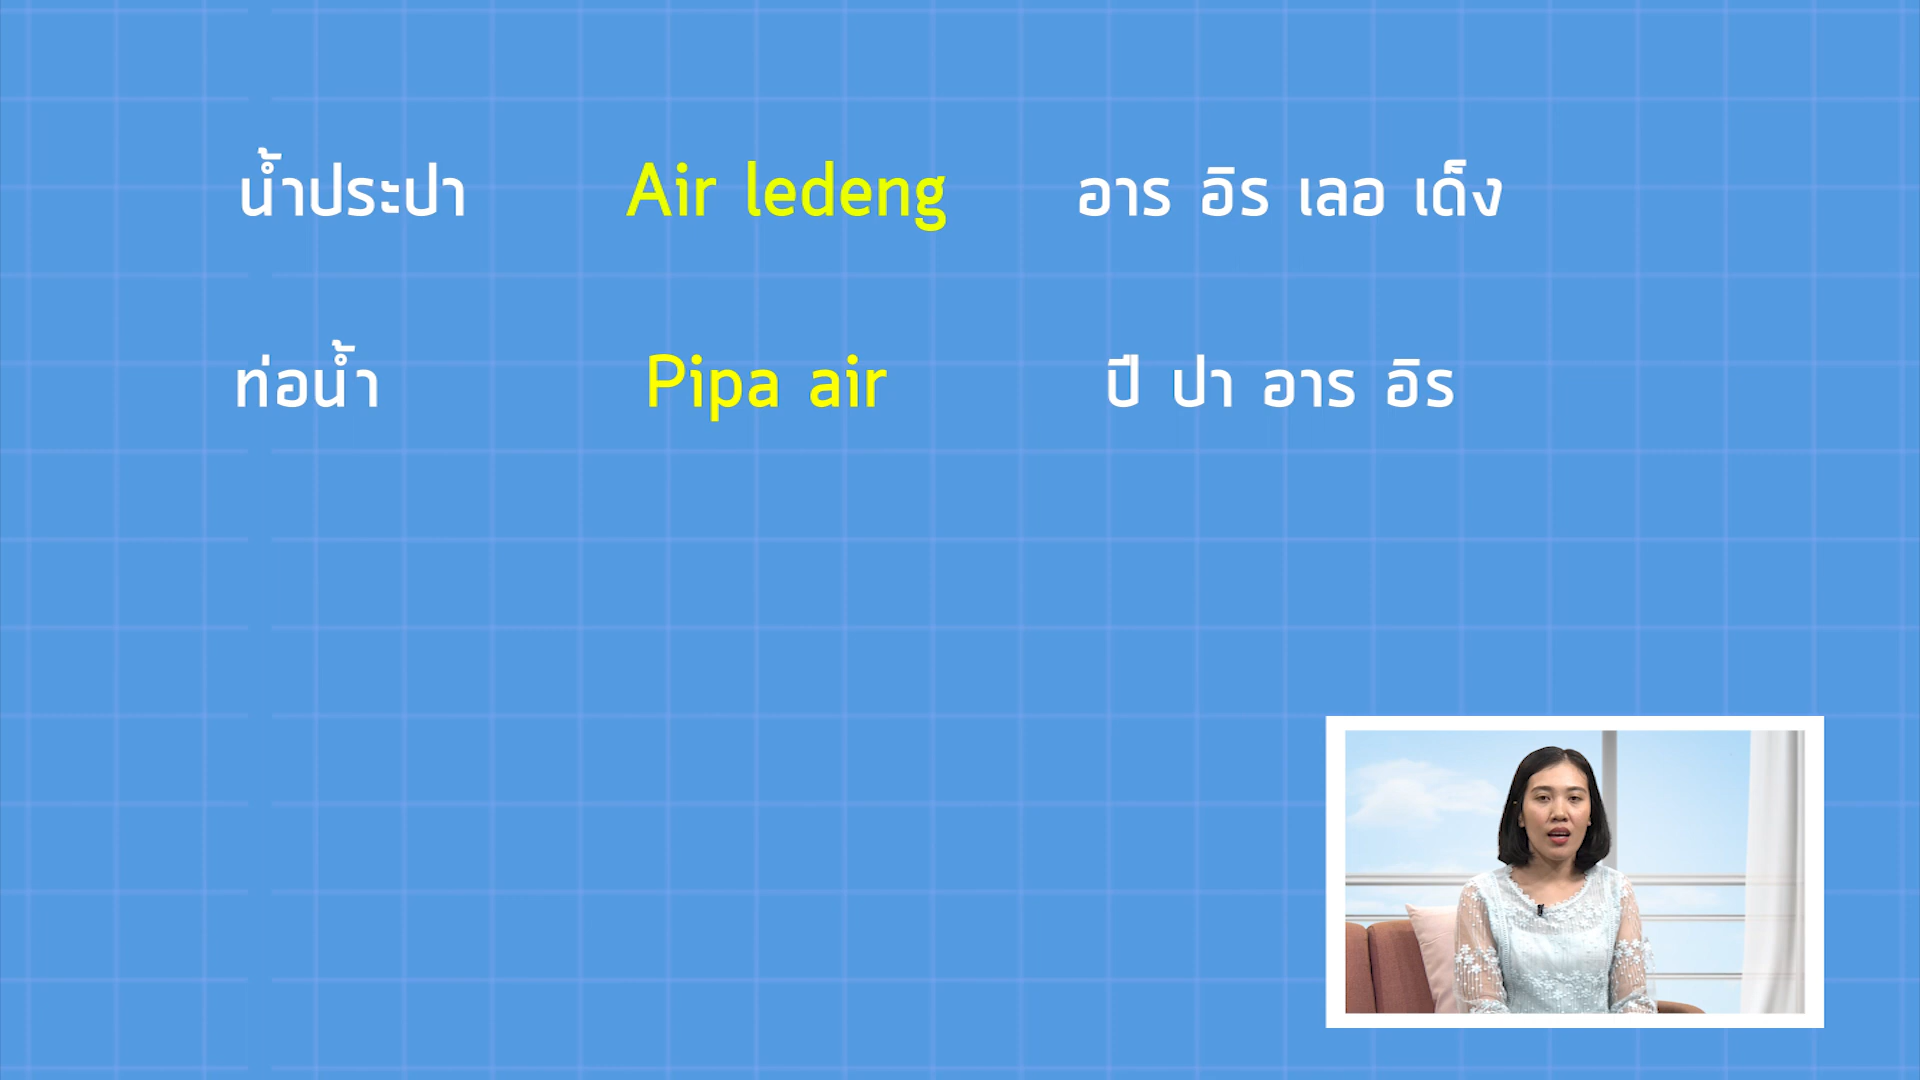 น้ำประปา Air ledeng อาร อิร เลอ เด็ง
ท่อน้ำ Pipa air ปี ปา อาร อิร